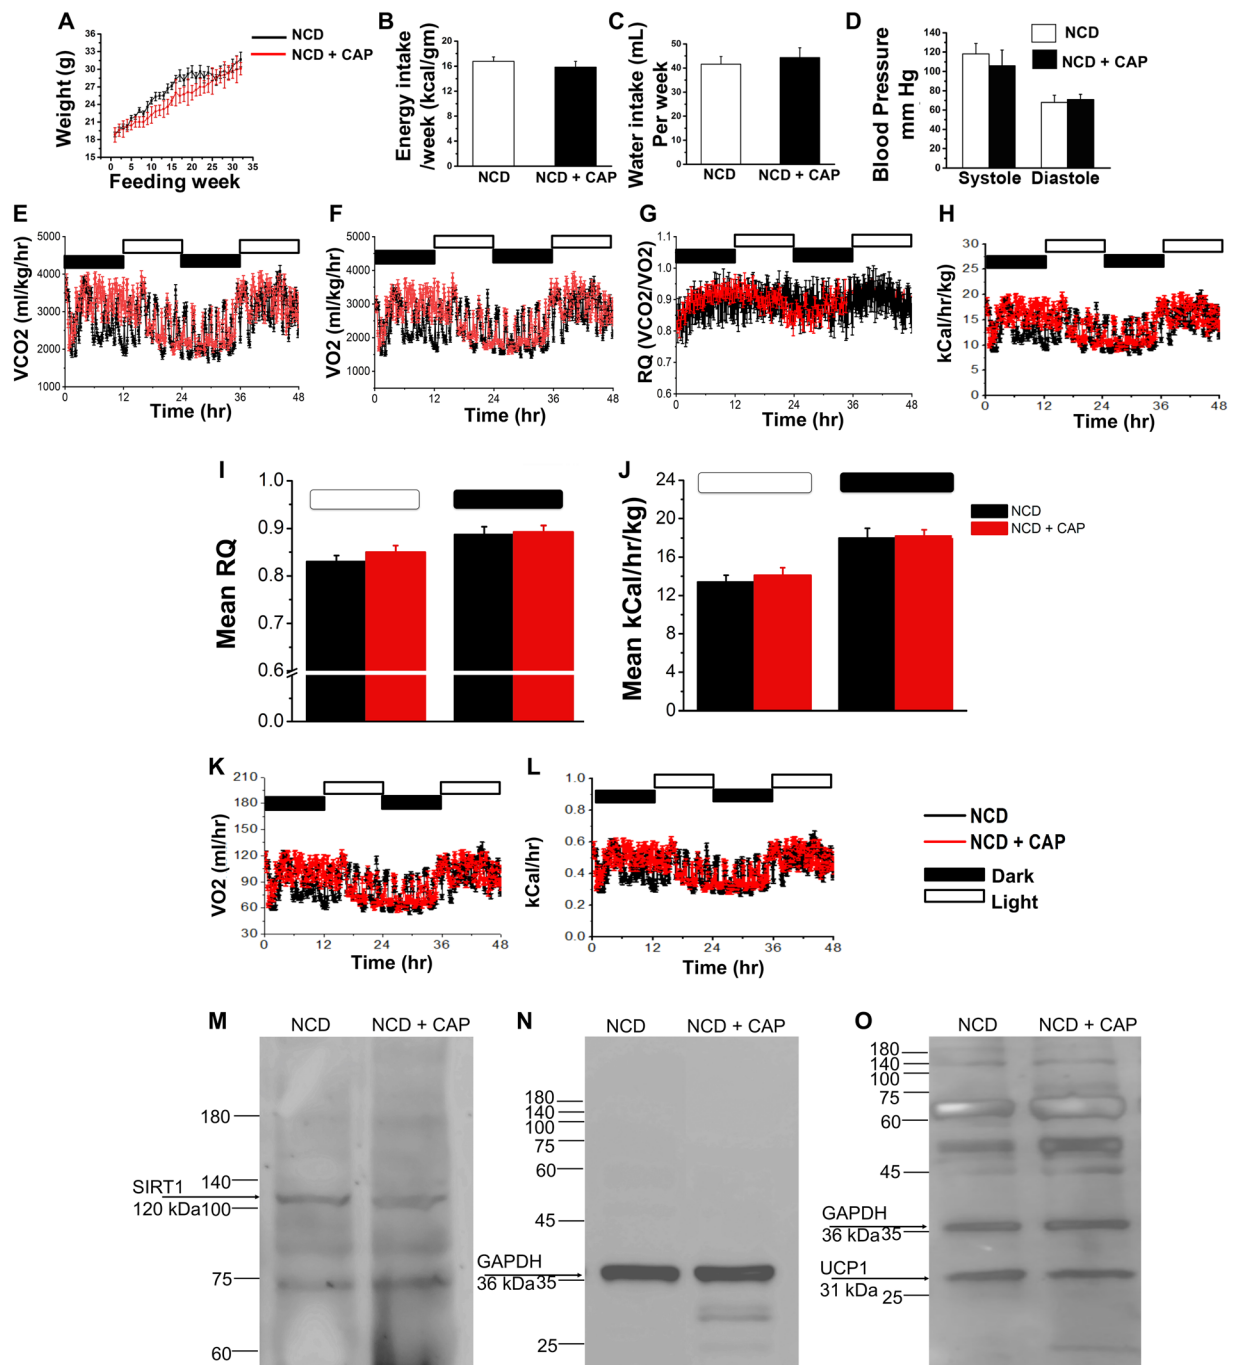 A
Weight (g)
36
33
30
27
24
21
18
15
0 5 10 15 20 25 30 35
Feeding week
NCD
NCD + CAP
B
Energy intake
/week (kcal/gm)
20
16
12
8
4
0
NCD NCD + CAP
C
Water intake (mL)
Per week
50
40
30
20
10
0
NCD NCD + CAP
D
Blood Pressure
mm Hg
140
120
100
80
60
40
20
0
Systole Diastole
NCD
NCD + CAP
E
VCO2 (ml/kg/hr)
5000
4000
3000
2000
1000
0 12 24 36 48
Time (hr)
F
VO2 (ml/kg/hr)
5000
4000
3000
2000
1000
0 12 24 36 48
Time (hr)
G
RQ (VCO2/VO2)
1.1
1.0
0.9
0.8
0.7
0.6
0 12 24 36 48
Time (hr)
H
kCal/hr/kg)
30
25
20
15
10
5
0
0 12 24 36 48
Time (hr)
I
Mean RQ
1.0
0.9
0.8
0.7
0.6
0.0
J
Mean kCal/hr/kg)
24
20
16
12
8
4
0
NCD
NCD + CAP
K
VO2 (ml/hr)
210
180
150
120
90
60
30
0 12 24 36 48
Time (hr)
L
kCal/hr)
1.0
0.8
0.6
0.4
0.2
0.0
0 12 24 36 48
Time (hr)
NCD
NCD + CAP
Dark
Light
M
NCD NCD + CAP
180
140
SIRT1
120 kDa 100
75
60
N
NCD NCD + CAP
180
140
100
75
60
45
GAPDH
36 kDa 35
25
O
NCD NCD + CAP
180
140
100
75
60
45
GAPDH
36 kDa 35
UCP1
31 kDa
25